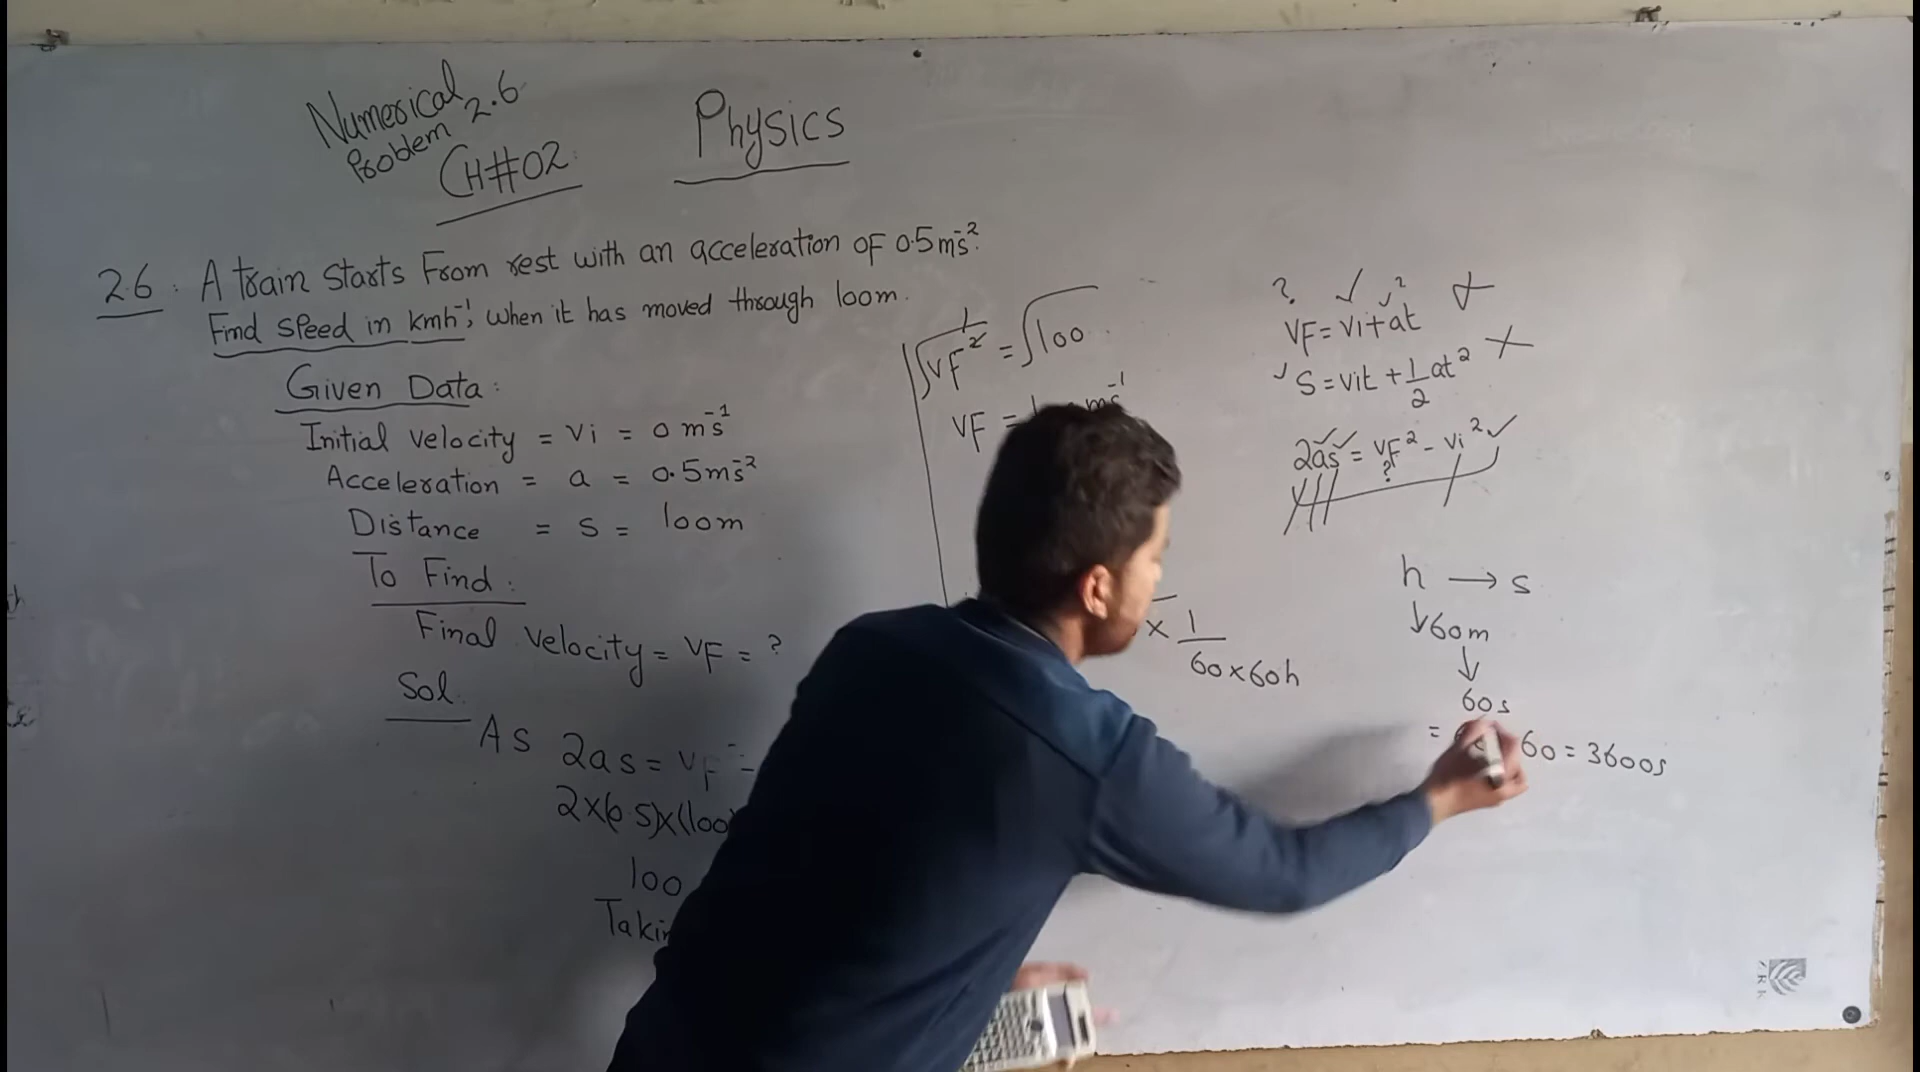 Numerical
Problem 2.6
CH#02
Physics
2.6: A train starts from rest with an acceleration of 0.5ms⁻².
Find speed in kmh⁻¹, when it has moved through 100m.
Given Data:
Initial velocity = vi = 0 ms⁻¹
Acceleration = a = 0.5ms⁻²
Distance = s = 100m
To Find:
Final velocity = vF = ?
Sol.
As 2as = vF
2×(0.5)×(100)
100
√vF² = √100
vF =
× 1/60×60h
? ✓ ✓ ?
vF = vi+at
✓ s = vit + 1/2 at² ×
2as = vF² - vi² ✓
?
h → s
↓60m
↓
60s
= 60 = 3600s